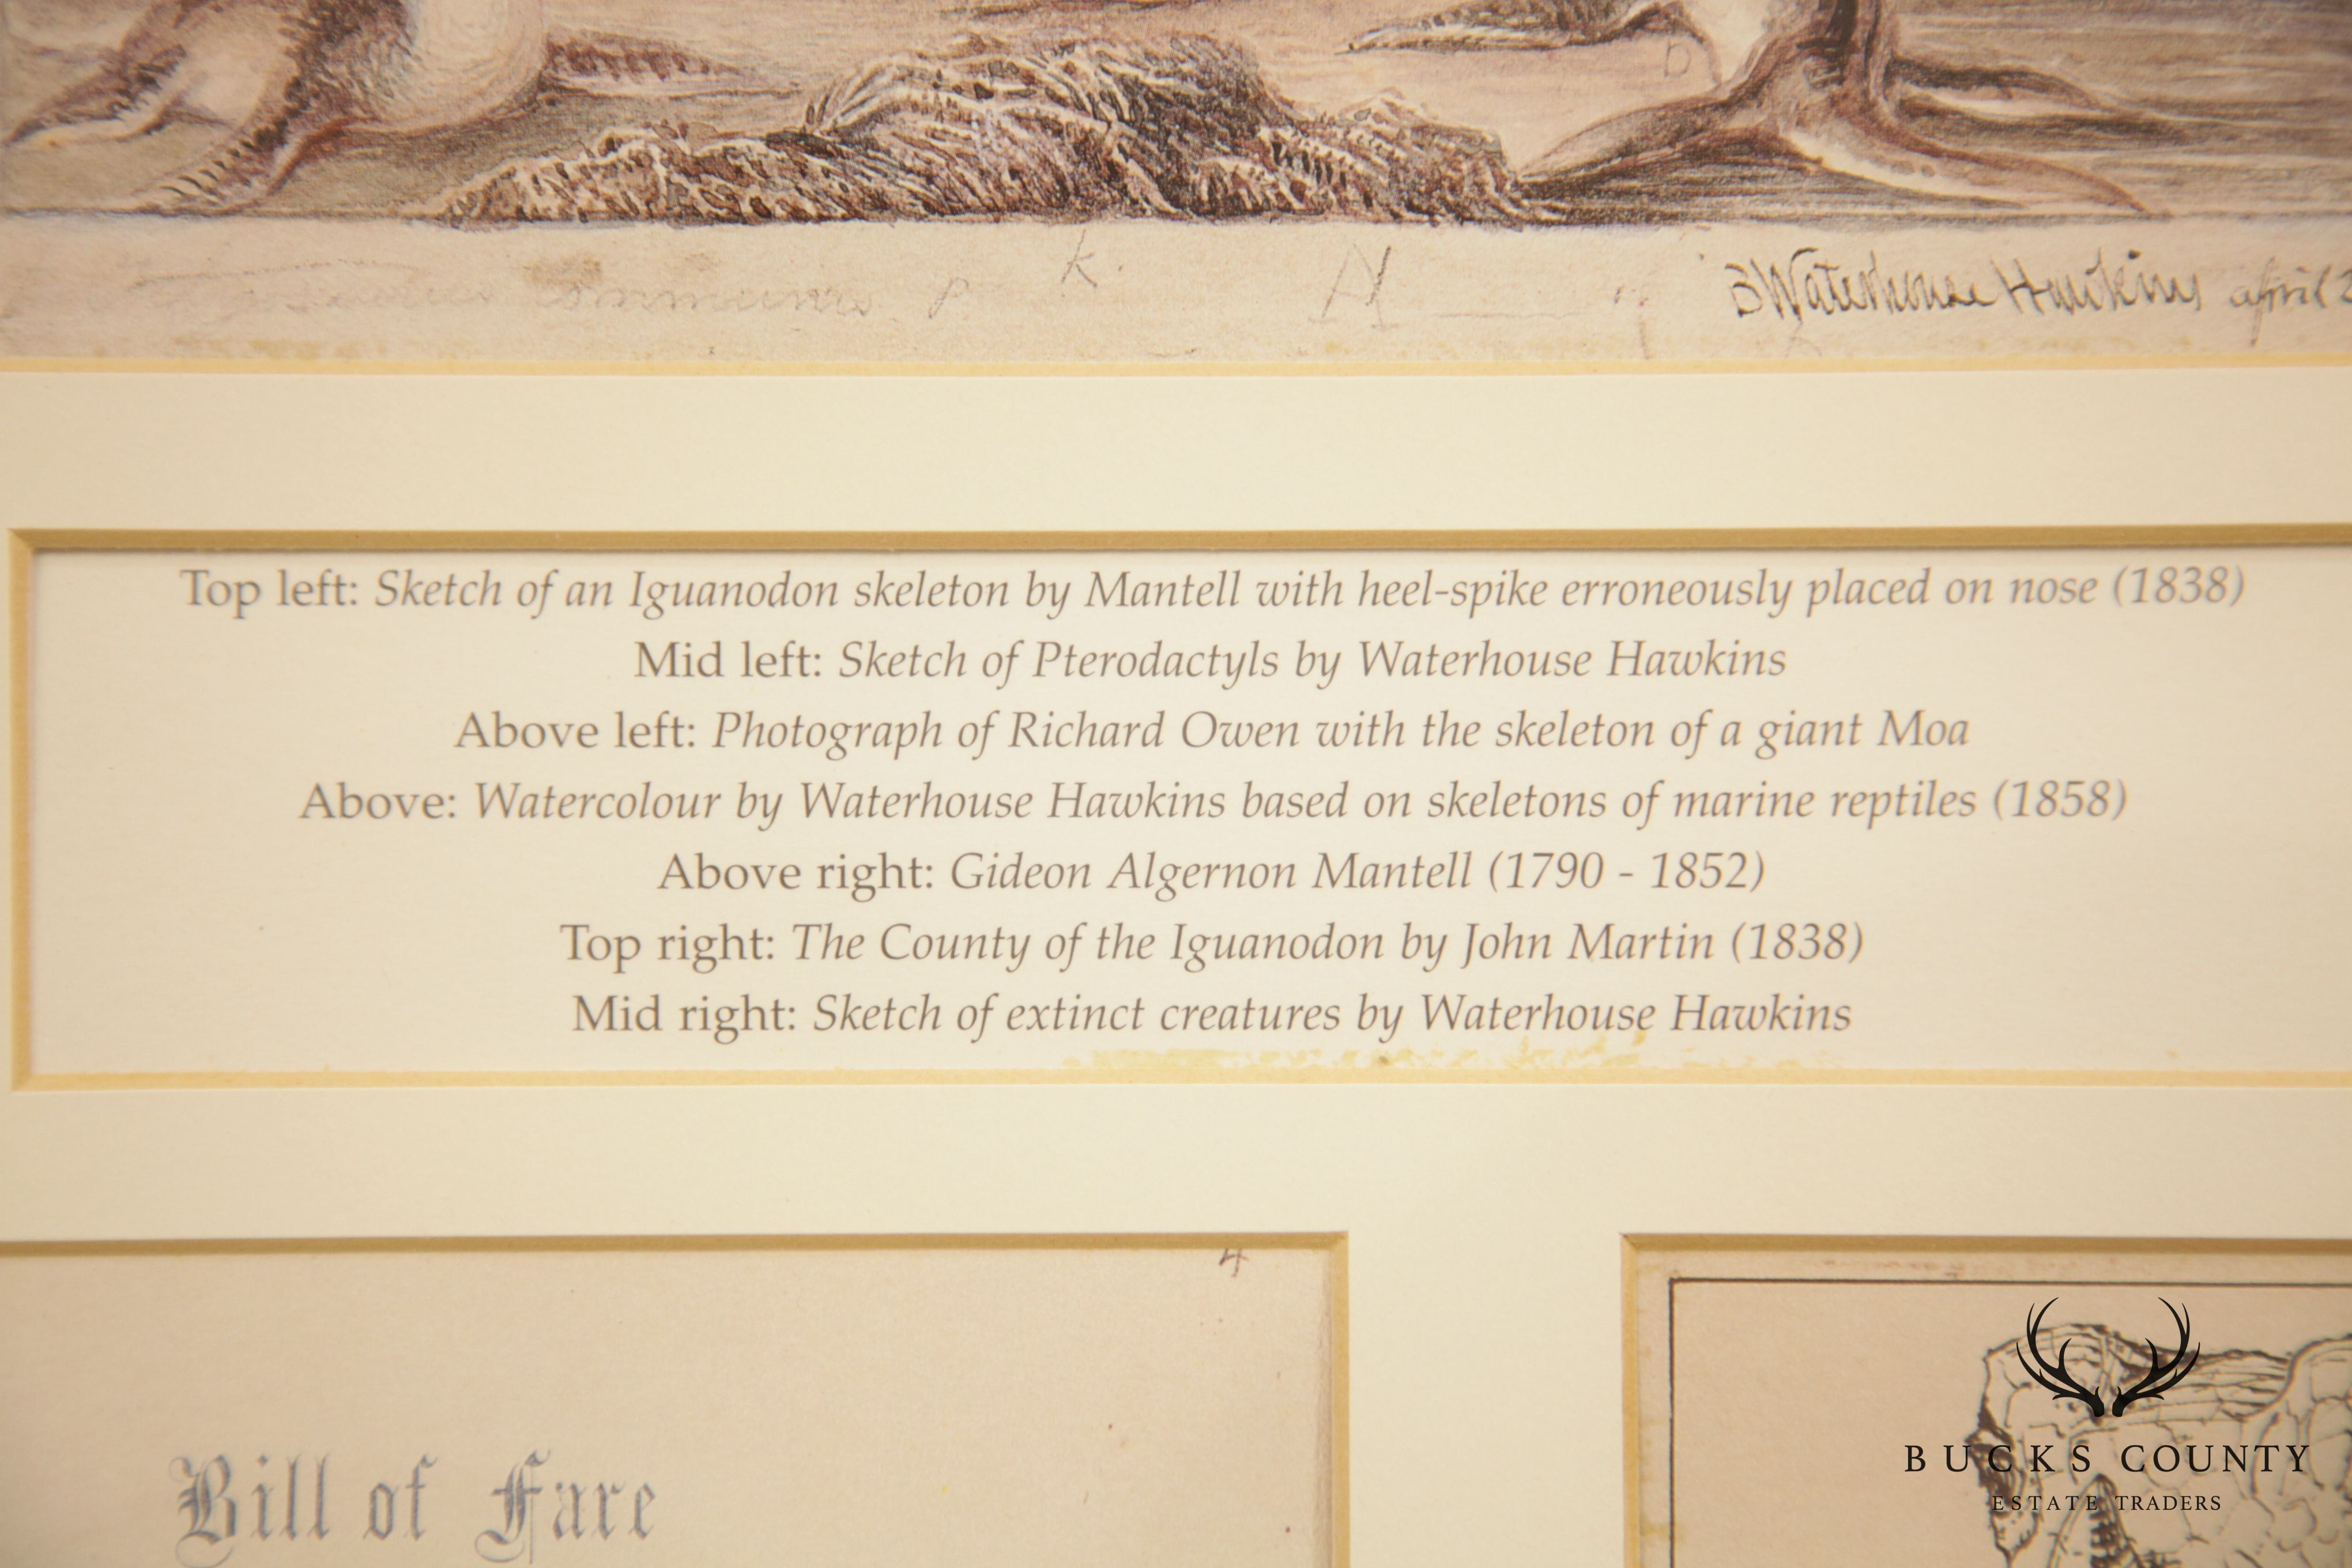 D
k.
communis p
H
B Waterhouse Hawkins april 2
Top left: Sketch of an Iguanodon skeleton by Mantell with heel-spike erroneously placed on nose (1838)
Mid left: Sketch of Pterodactyls by Waterhouse Hawkins
Above left: Photograph of Richard Owen with the skeleton of a giant Moa
Above: Watercolour by Waterhouse Hawkins based on skeletons of marine reptiles (1858)
Above right: Gideon Algernon Mantell (1790 - 1852)
Top right: The County of the Iguanodon by John Martin (1838)
Mid right: Sketch of extinct creatures by Waterhouse Hawkins
4
Bill of Fare
BUCKS COUNTY
ESTATE TRADERS